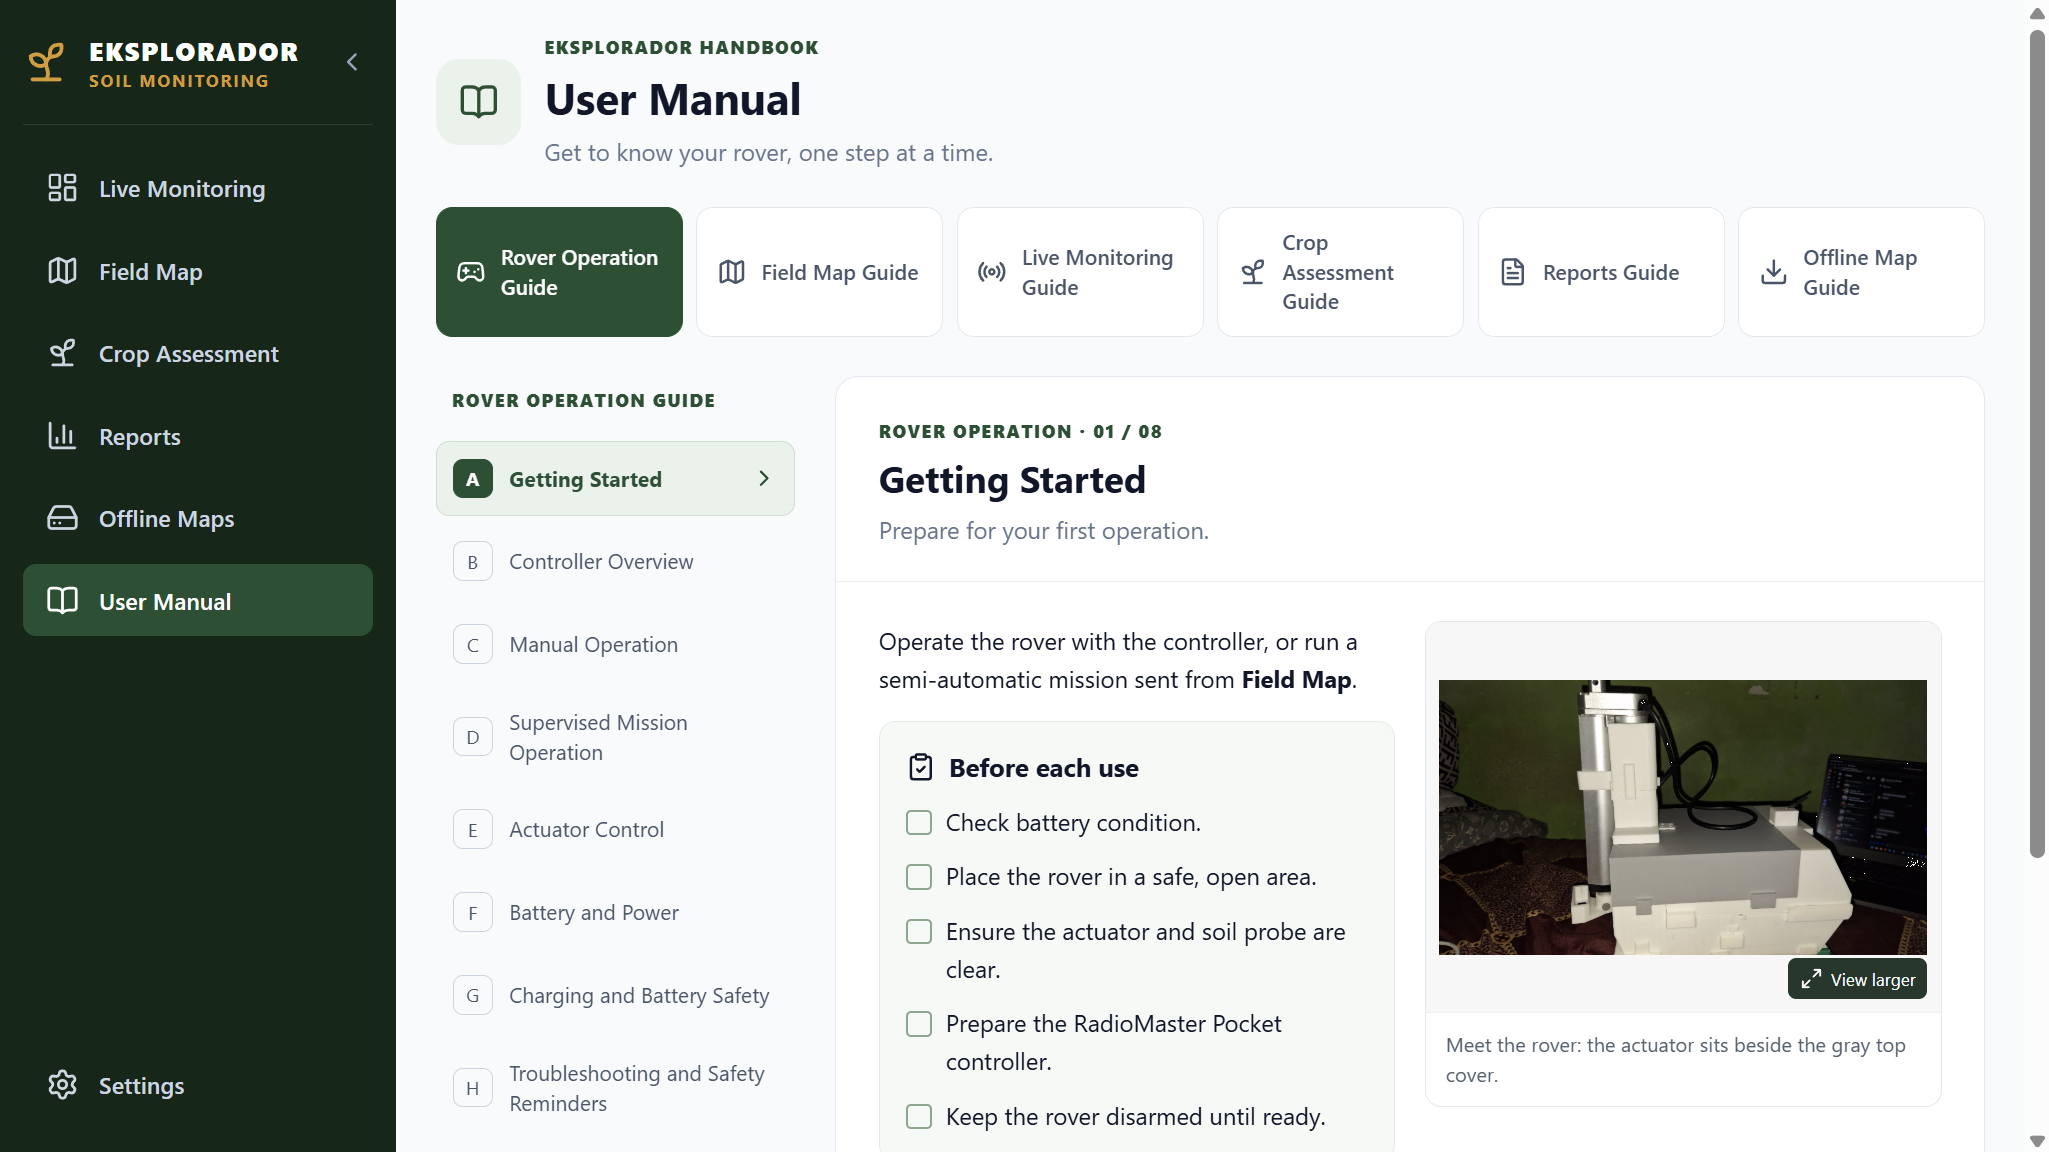 EKSPLORADOR
SOIL MONITORING
Live Monitoring
Field Map
Crop Assessment
Reports
Offline Maps
User Manual
Settings
EKSPLORADOR HANDBOOK
User Manual
Get to know your rover, one step at a time.
Rover Operation
Guide
Field Map Guide
Live Monitoring
Guide
Crop
Assessment
Guide
Reports Guide
Offline Map
Guide
ROVER OPERATION GUIDE
A Getting Started
B Controller Overview
C Manual Operation
D Supervised Mission
Operation
E Actuator Control
F Battery and Power
G Charging and Battery Safety
H Troubleshooting and Safety
Reminders
ROVER OPERATION · 01 / 08
Getting Started
Prepare for your first operation.
Operate the rover with the controller, or run a
semi-automatic mission sent from Field Map.
Before each use
Check battery condition.
Place the rover in a safe, open area.
Ensure the actuator and soil probe are
clear.
Prepare the RadioMaster Pocket
controller.
Keep the rover disarmed until ready.
View larger
Meet the rover: the actuator sits beside the gray top
cover.